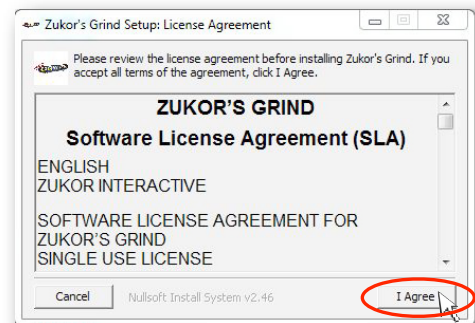 Zukor's Grind Setup: License Agreement
Please review the license agreement before installing Zukor's Grind. If you
accept all terms of the agreement, click I Agree.
ZUKOR'S GRIND
Software License Agreement (SLA)
ENGLISH
ZUKOR INTERACTIVE
SOFTWARE LICENSE AGREEMENT FOR
ZUKOR'S GRIND
SINGLE USE LICENSE
Cancel
Nullsoft Install System v2.46
I Agree